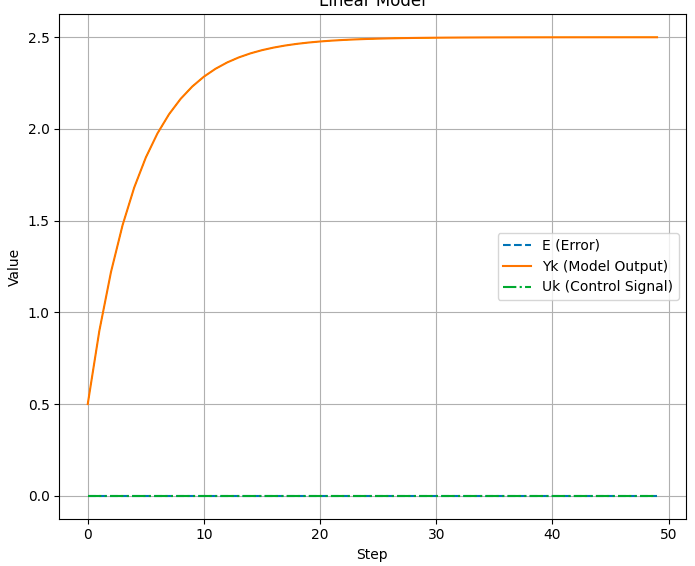 Linear Model
2.5
2.0
1.5
1.0
0.5
0.0
Value
E (Error)
Yk (Model Output)
Uk (Control Signal)
0 10 20 30 40 50
Step